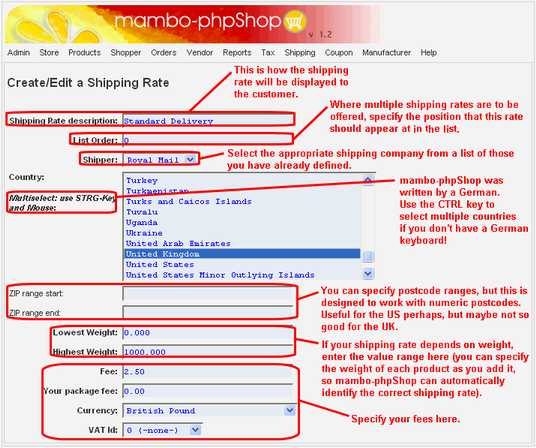 mambo-phpShop
v 1.2
Admin Store Products Shopper Orders Vendor Reports Tax Shipping Coupon Manufacturer Help
Create/Edit a Shipping Rate
This is how the shipping
rate will be displayed
to the customer.
Shipping Rate description: Standard Delivery
Where multiple shipping rates are to be
offered, specify the position that this rate
should appear at in the list.
List Order: 0
Shipper: Royal Mail
Select the appropriate shipping company from a list of those
you have already defined.
Country:
Multiselect: use STRG-Key
and Mouse:
Turkey
Turkmenistan
Turks and Caicos Islands
Tuvalu
Uganda
Ukraine
United Arab Emirates
United Kingdom
United States
United States Minor Outlying Islands
mambo-phpShop was
written by a German.
Use the CTRL key to
select multiple countries
if you don't have a German
keyboard!
ZIP range start:
ZIP range end:
You can specify postcode ranges, but this is
designed to work with numeric postcodes.
Useful for the US perhaps, but maybe not so
good for the UK.
Lowest Weight: 0.000
Highest Weight: 1000.000
If your shipping rate depends on weight,
enter the value range here (you can specify
the weight of each product as you add it,
so mambo-phpShop can automatically
identify the correct shipping rate).
Fee: 2.50
Your package fee: 0.00
Currency: British Pound
VAT Id: 0 (-none-)
Specify your fees here.